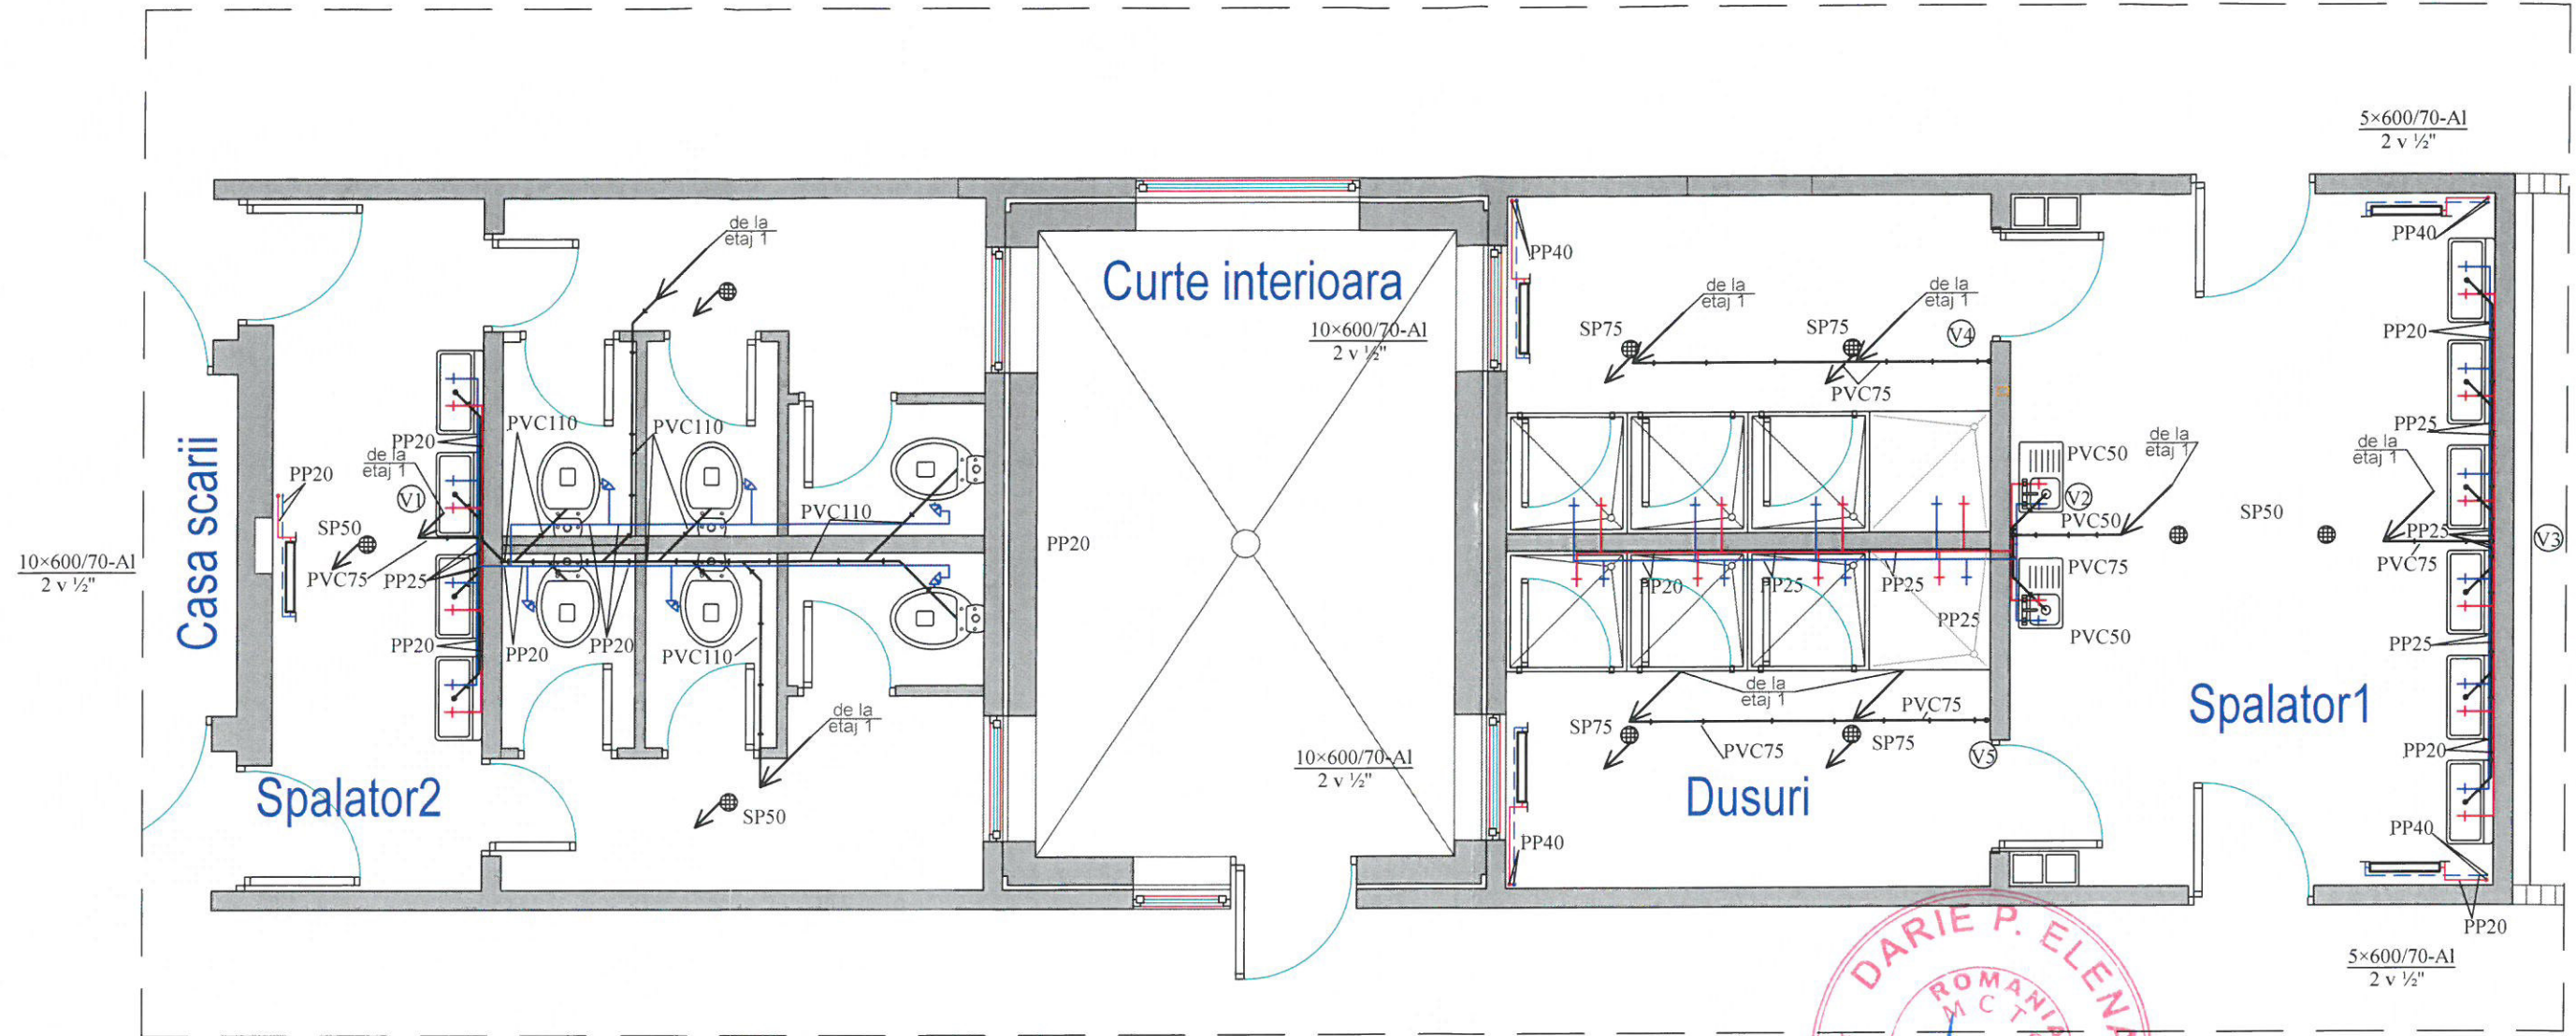 5×600/70-Al
2 v ½"
de la
etaj 1
PP40
PP40
Curte interioara
10×600/70-Al
2 v ½"
de la
etaj 1
de la
etaj 1
SP75
SP75
V4
PP20
PVC75
PVC110
PVC110
PP25
PP20
de la
etaj 1
de la
etaj 1
de la
etaj 1
PVC50
PP20
V1
V2
PVC110
PVC50
SP50
SP50
PP25
V3
10×600/70-Al
2 v ½"
Casa scarii
PP20
PVC75
PP25
PVC75
PVC75
PP20
PP25
PP25
PP25
PVC50
PP20
PP20
PP20
PVC110
PP25
de la
etaj 1
Spalator1
de la
etaj 1
PVC75
SP75
PVC75
SP75
PP20
10×600/70-Al
2 v ½"
V5
Spalator2
Dusuri
SP50
PP40
PP40
PP20
DARIE P. ELENA
ROMANIA
5×600/70-Al
2 v ½"